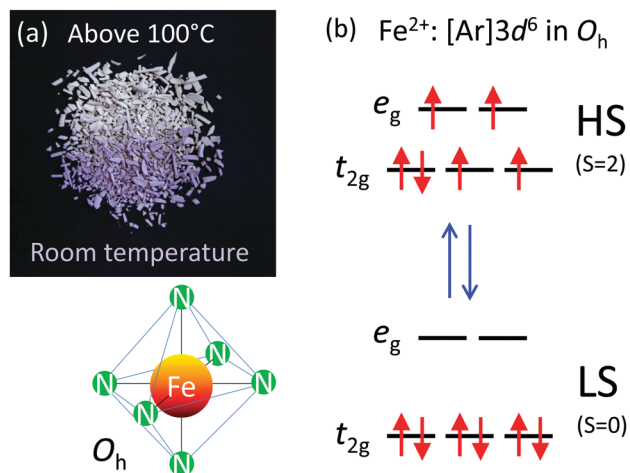 (a) Above 100°C
Room temperature
N
N
N
Fe
N
N
N
Oh
(b) Fe²⁺: [Ar]3d⁶ in Oₕ
eg
HS
(S=2)
t2g
eg
LS
(S=0)
t2g